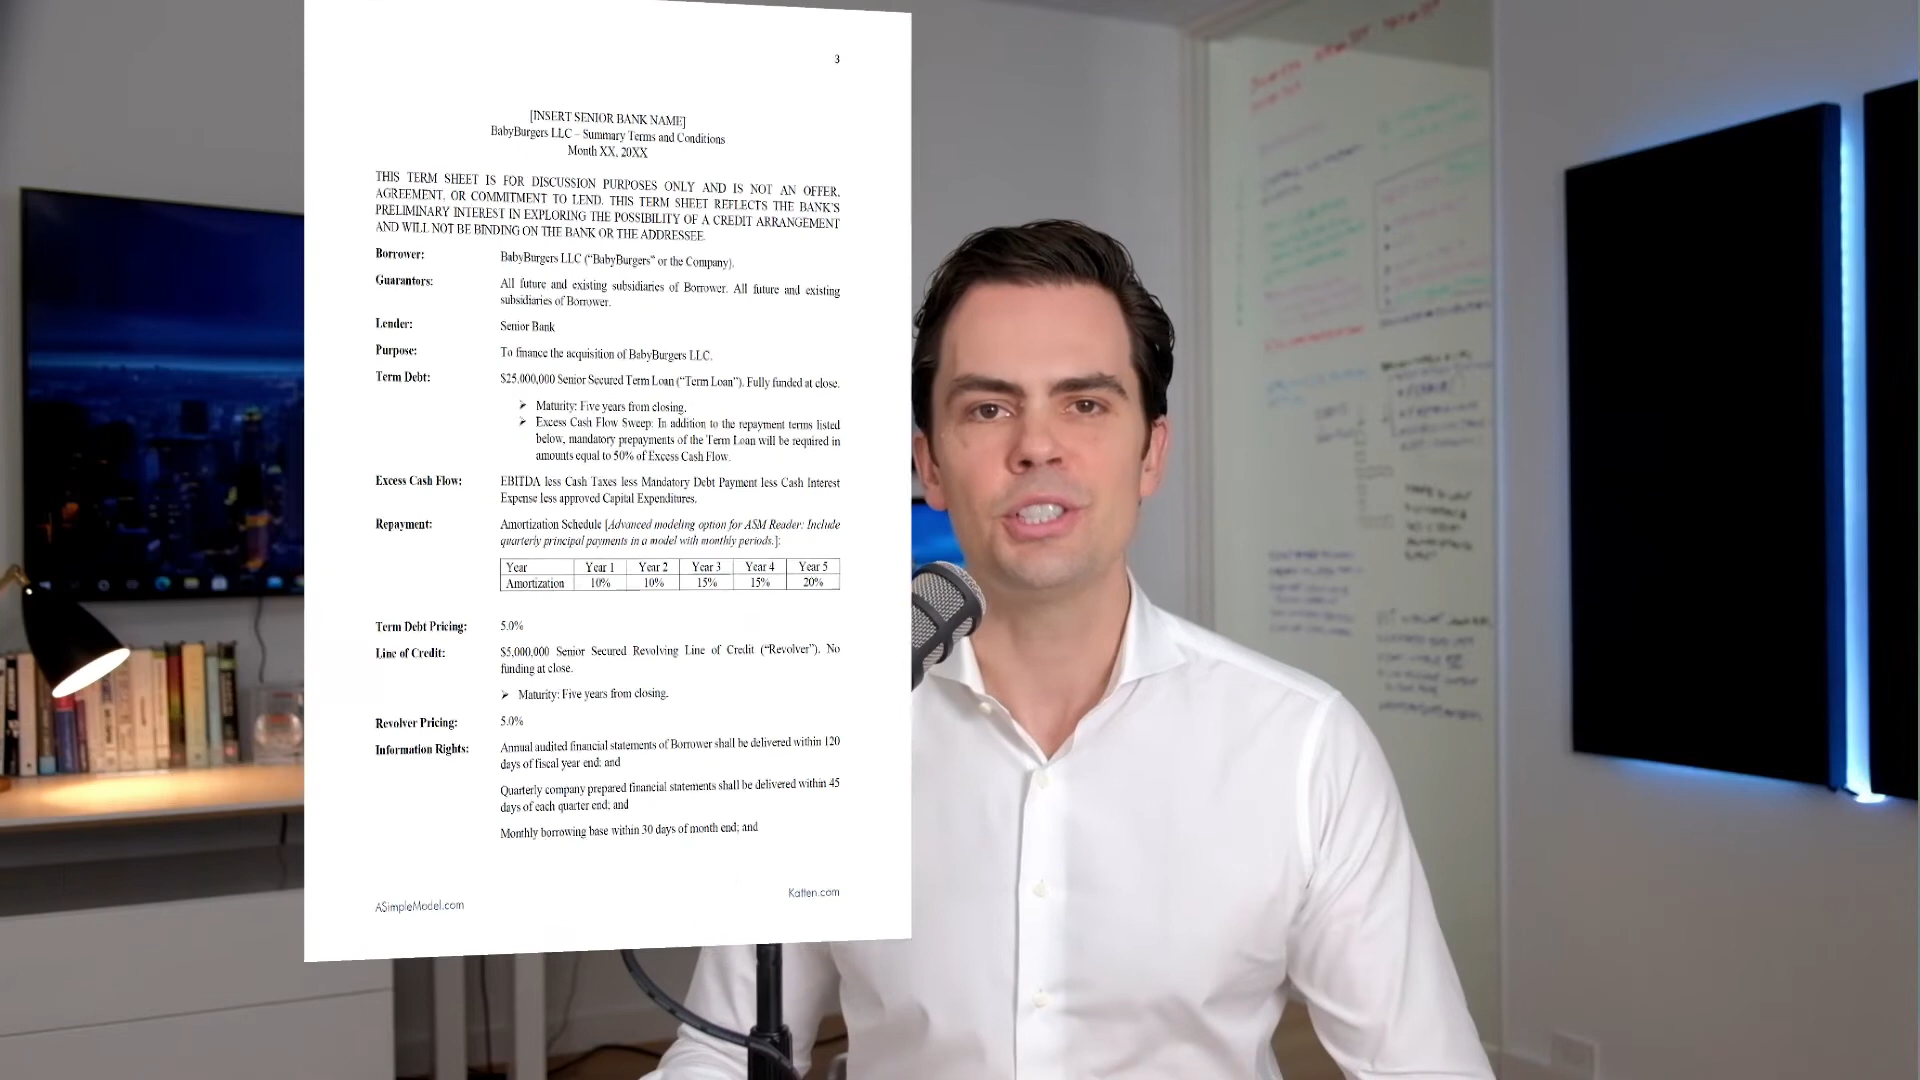 3
[INSERT SENIOR BANK NAME]
BabyBurgers LLC – Summary Terms and Conditions
Month XX, 20XX
THIS TERM SHEET IS FOR DISCUSSION PURPOSES ONLY AND IS NOT AN OFFER,
AGREEMENT, OR COMMITMENT TO LEND. THIS TERM SHEET REFLECTS THE BANK'S
PRELIMINARY INTEREST IN EXPLORING THE POSSIBILITY OF A CREDIT ARRANGEMENT
AND WILL NOT BE BINDING ON THE BANK OR THE ADDRESSEE.
Borrower: BabyBurgers LLC (“BabyBurgers” or the Company).
Guarantors: All future and existing subsidiaries of Borrower. All future and existing
subsidiaries of Borrower.
Lender: Senior Bank
Purpose: To finance the acquisition of BabyBurgers LLC.
Term Debt: $25,000,000 Senior Secured Term Loan (“Term Loan”). Fully funded at close.
➢ Maturity: Five years from closing.
➢ Excess Cash Flow Sweep: In addition to the repayment terms listed
below, mandatory prepayments of the Term Loan will be required in
amounts equal to 50% of Excess Cash Flow.
Excess Cash Flow: EBITDA less Cash Taxes less Mandatory Debt Payment less Cash Interest
Expense less approved Capital Expenditures.
Repayment: Amortization Schedule [Advanced modeling option for ASM Reader: Include
quarterly principal payments in a model with monthly periods.]:
Year Year 1 Year 2 Year 3 Year 4 Year 5
Amortization 10% 10% 15% 15% 20%
Term Debt Pricing: 5.0%
Line of Credit: $5,000,000 Senior Secured Revolving Line of Credit (“Revolver”). No
funding at close.
➢ Maturity: Five years from closing.
Revolver Pricing: 5.0%
Information Rights: Annual audited financial statements of Borrower shall be delivered within 120
days of fiscal year end; and
Quarterly company prepared financial statements shall be delivered within 45
days of each quarter end; and
Monthly borrowing base within 30 days of month end; and
ASimpleModel.com
Katten.com